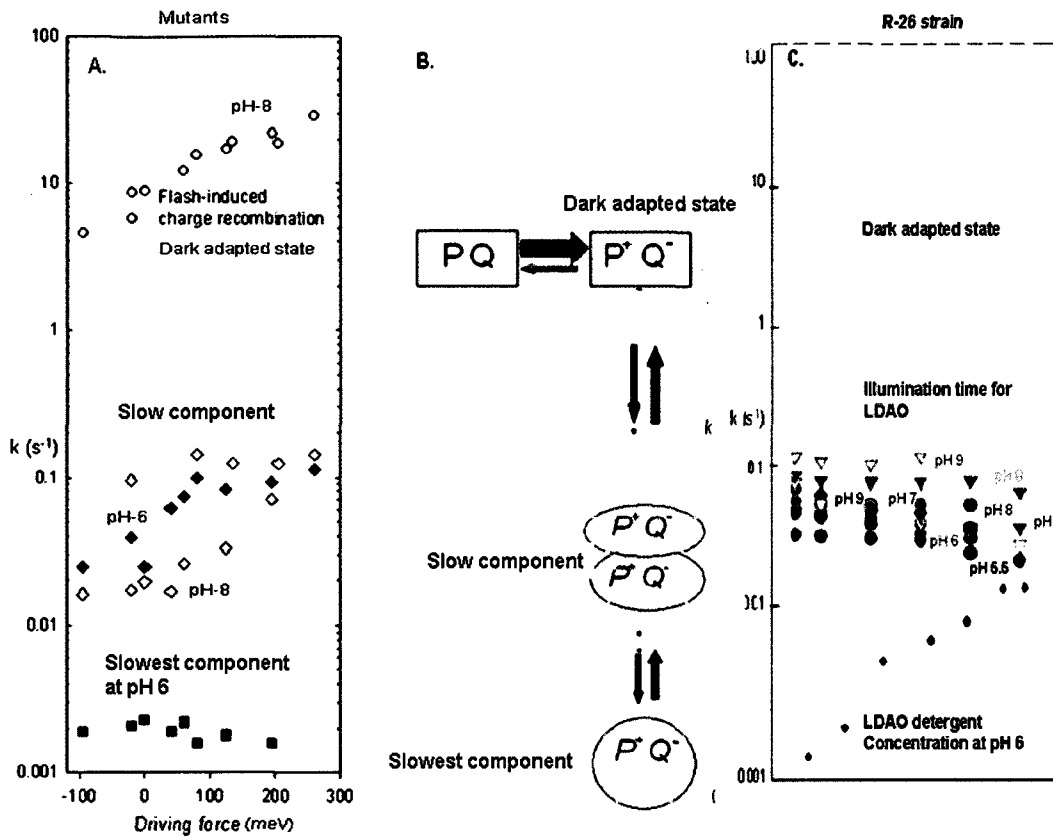 Mutants
A.
100
10
1
0.1
0.01
0.001
k (s⁻¹)
pH-8
Flash-induced
charge recombination
Dark adapted state
Slow component
pH-6
pH-8
Slowest component
at pH 6
-100 0 100 200 300
Driving force (meV)
B.
Dark adapted state
P Q
P⁺ Q⁻
Slow component
P⁺ Q⁻
P⁺ Q⁻
Slowest component
P⁺ Q⁻
R-26 strain
C.
10
1
k (s¹)
Dark adapted state
Illumination time for
LDAO
pH 9
pH 8
pH 9
pH 7
pH 8
pH
pH 6
pH 6.5
LDAO detergent
Concentration at pH 6